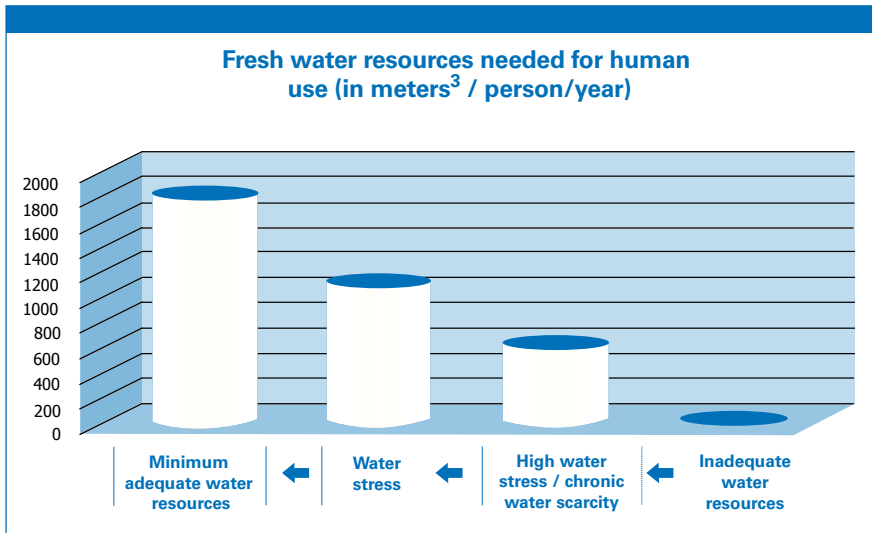 Fresh water resources needed for human
use (in meters³ / person/year)
2000
1800
1600
1400
1200
1000
800
600
400
200
0
Minimum
adequate water
resources
Water
stress
High water
stress / chronic
water scarcity
Inadequate
water
resources